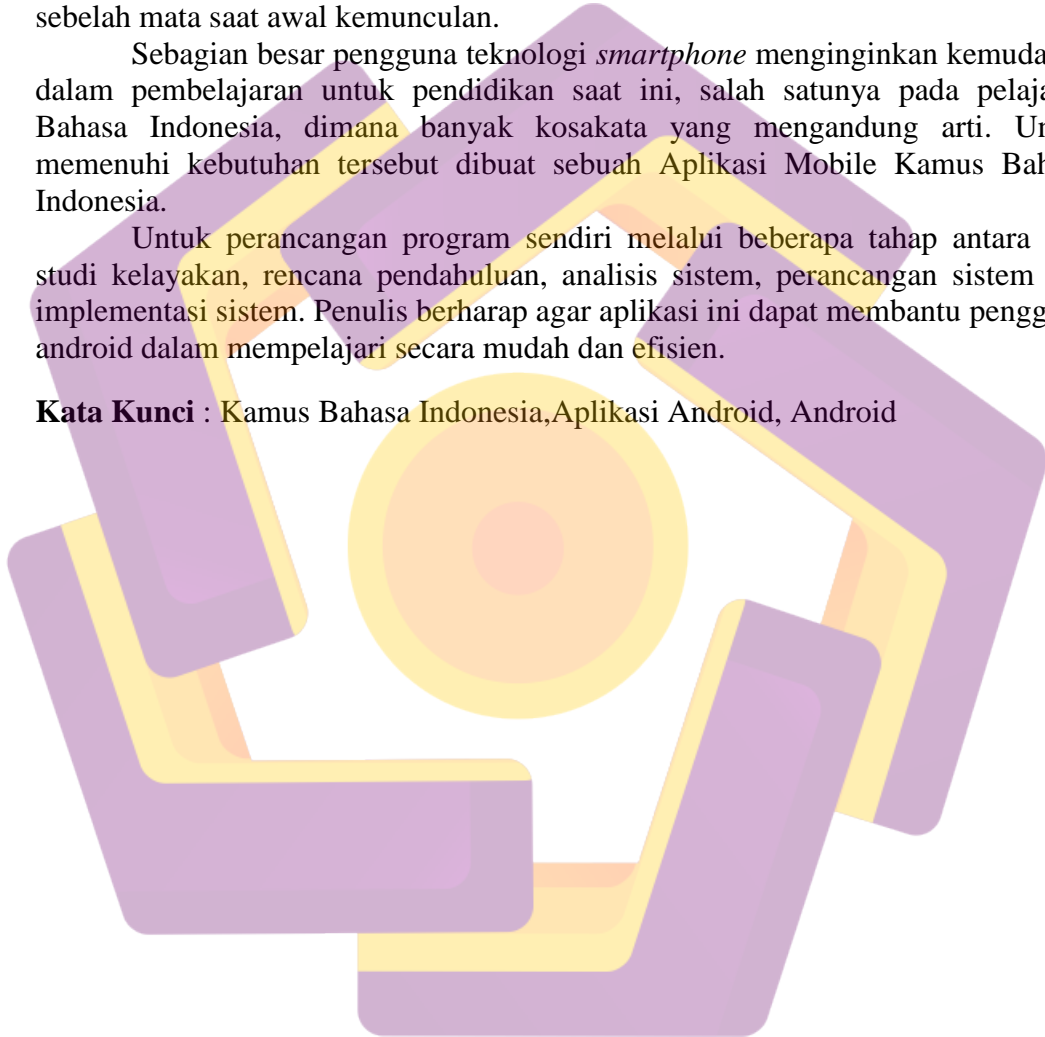 sebelah mata saat awal kemunculan.
Sebagian besar pengguna teknologi smartphone menginginkan kemuda
dalam pembelajaran untuk pendidikan saat ini, salah satunya pada pelaja
Bahasa Indonesia, dimana banyak kosakata yang mengandung arti. Un
memenuhi kebutuhan tersebut dibuat sebuah Aplikasi Mobile Kamus Bah
Indonesia.
Untuk perancangan program sendiri melalui beberapa tahap antara
studi kelayakan, rencana pendahuluan, analisis sistem, perancangan sistem
implementasi sistem. Penulis berharap agar aplikasi ini dapat membantu pengg
android dalam mempelajari secara mudah dan efisien.
Kata Kunci : Kamus Bahasa Indonesia,Aplikasi Android, Android